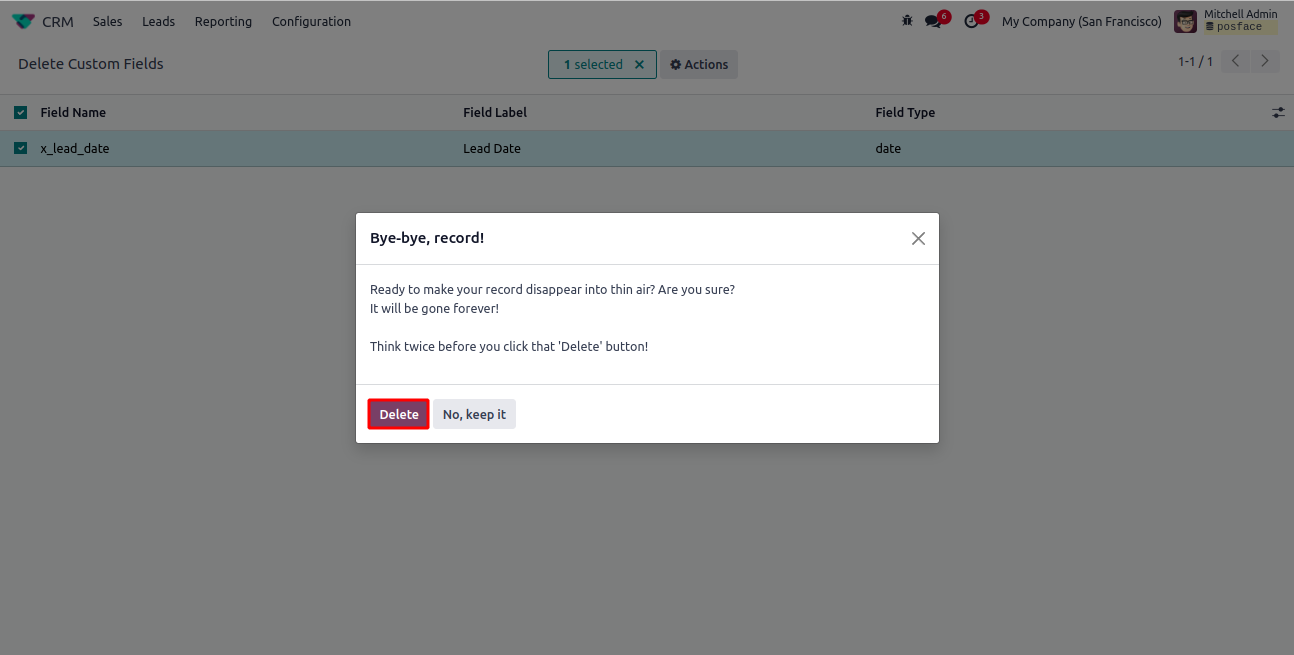 CRM Sales Leads Reporting Configuration 6 3 My Company (San Francisco) Mitchell Admin
posface
Delete Custom Fields 1 selected Actions 1-1 / 1
Field Name Field Label Field Type
x_lead_date Lead Date date
Bye-bye, record!
Ready to make your record disappear into thin air? Are you sure?
It will be gone forever!
Think twice before you click that 'Delete' button!
Delete No, keep it